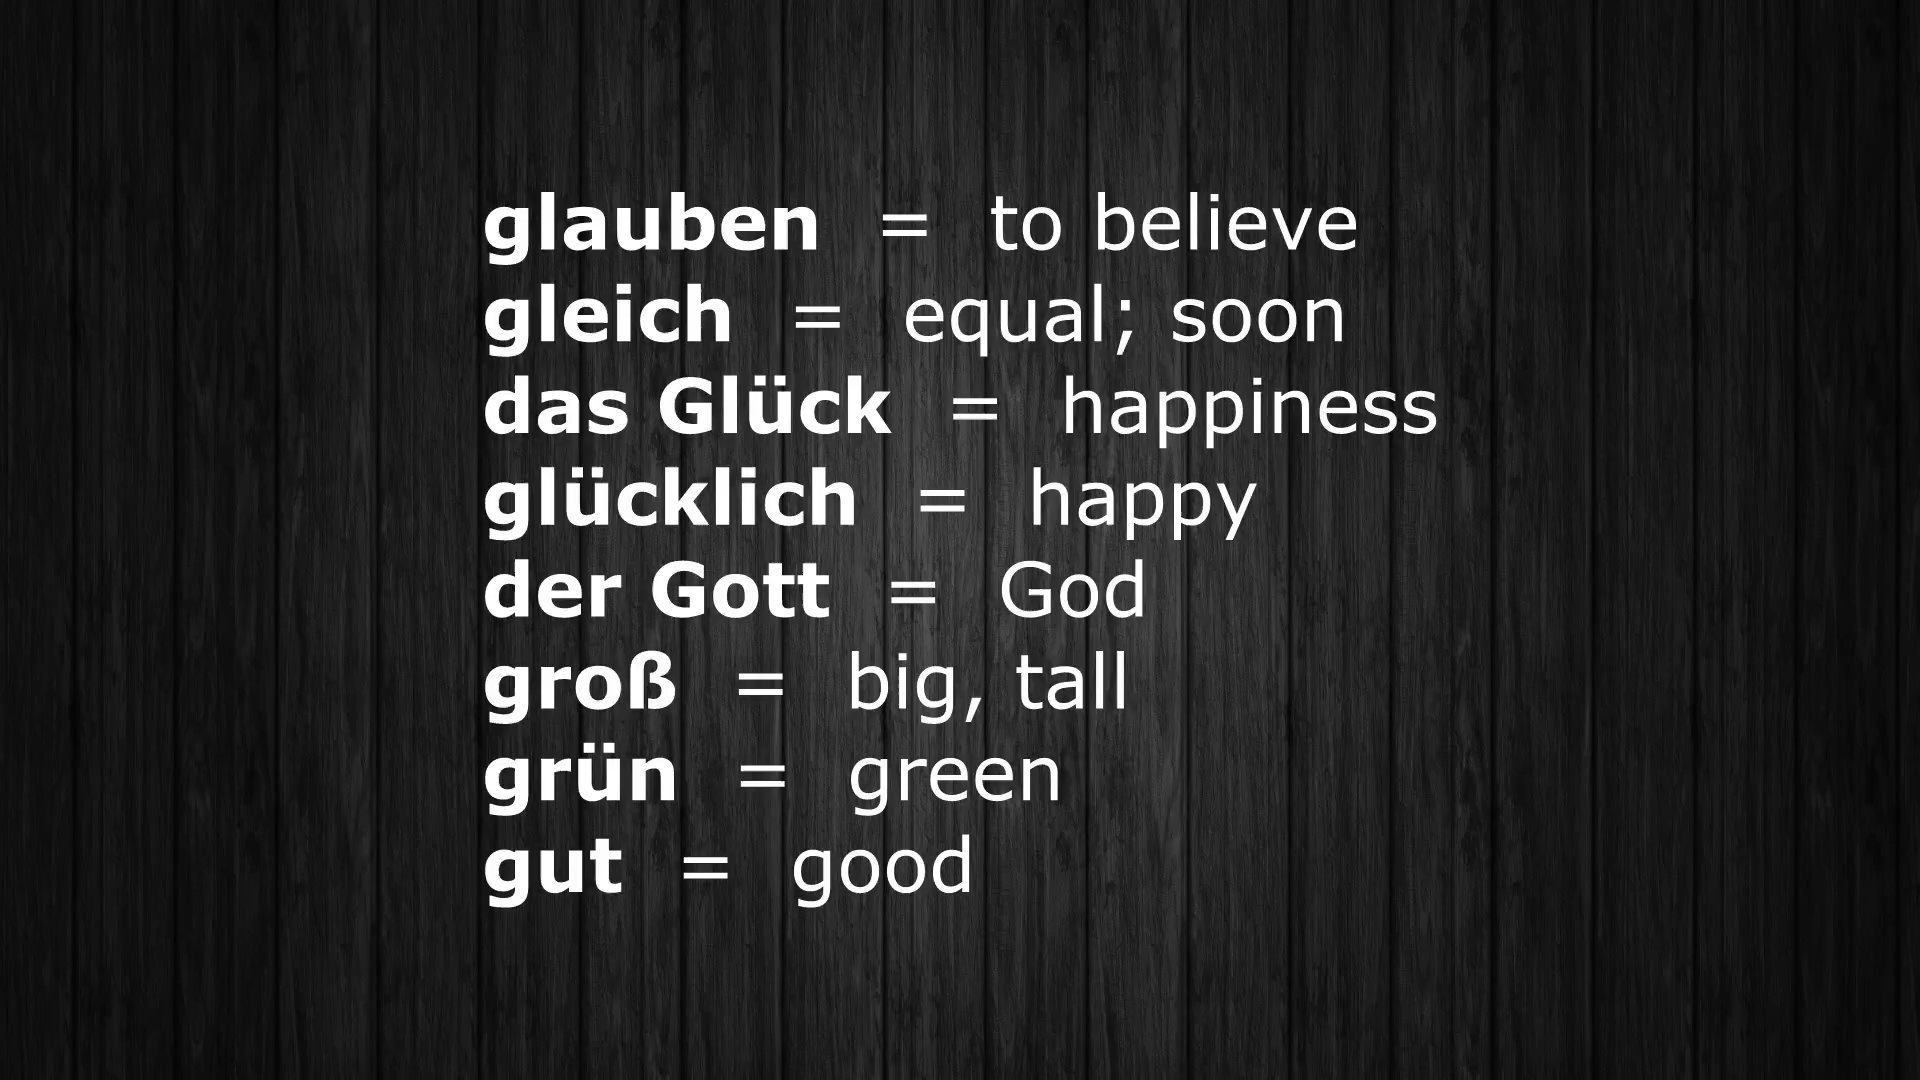 glauben = to believe
gleich = equal; soon
das Glück = happiness
glücklich = happy
der Gott = God
groß = big, tall
grün = green
gut = good